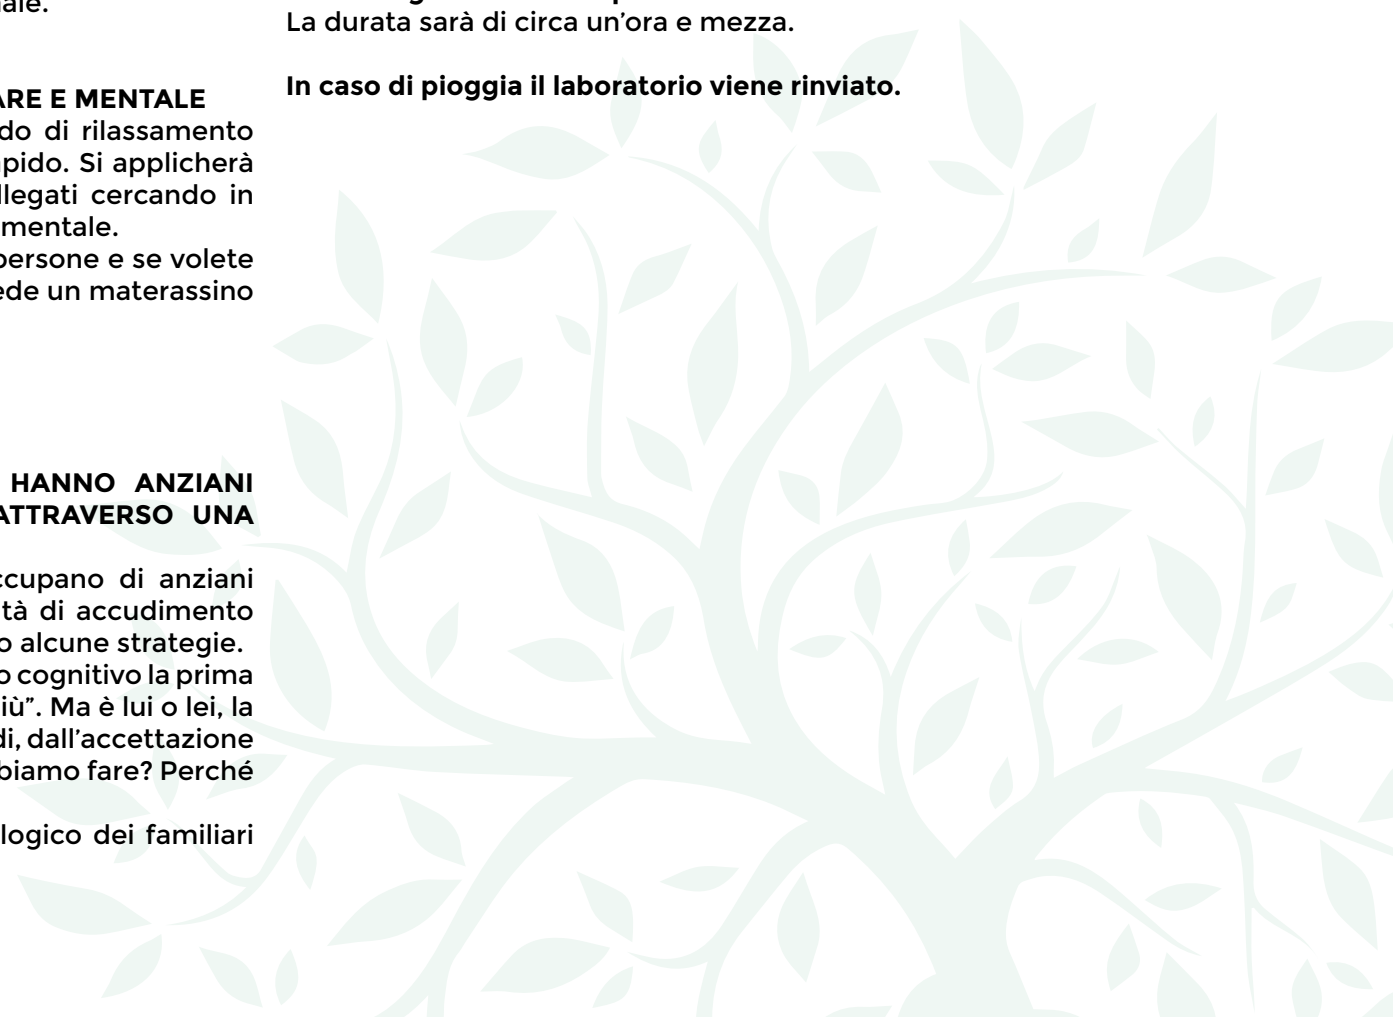 ARE E MENTALE
do di rilassamento
pido. Si applicherà
llegati cercando in
mentale.
persone e se volete
ede un materassino
HANNO ANZIANI
ATTRAVERSO UNA
ccupano di anziani
tà di accudimento
o alcune strategie.
o cognitivo la prima
iù”. Ma è lui o lei, la
di, dall’accettazione
biamo fare? Perché
logico dei familiari
La durata sarà di circa un’ora e mezza.
In caso di pioggia il laboratorio viene rinviato.